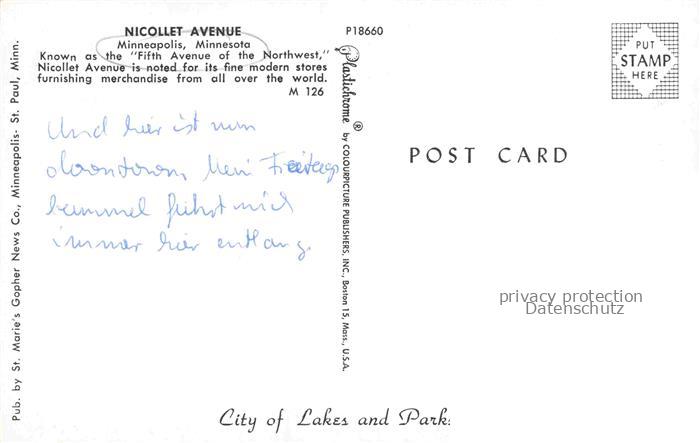 NICOLLET AVENUE
Minneapolis, Minnesota
Known as the "Fifth Avenue of the Northwest,"
Nicollet Avenue is noted for its fine modern stores
furnishing merchandise from all over the world.
M 126
Und hier ist nun
downtown, Mein Freitags
bummel führt mich
immer hier entlang.
Pub. by St. Marie's Gopher News Co., Minneapolis- St. Paul, Minn.
P18660
Plastichrome ® by COLOURPICTURE PUBLISHERS, INC., Boston 15, Mass., U.S.A.
PUT
STAMP
HERE
POST CARD
privacy protection
Datenschutz
City of Lakes and Park: